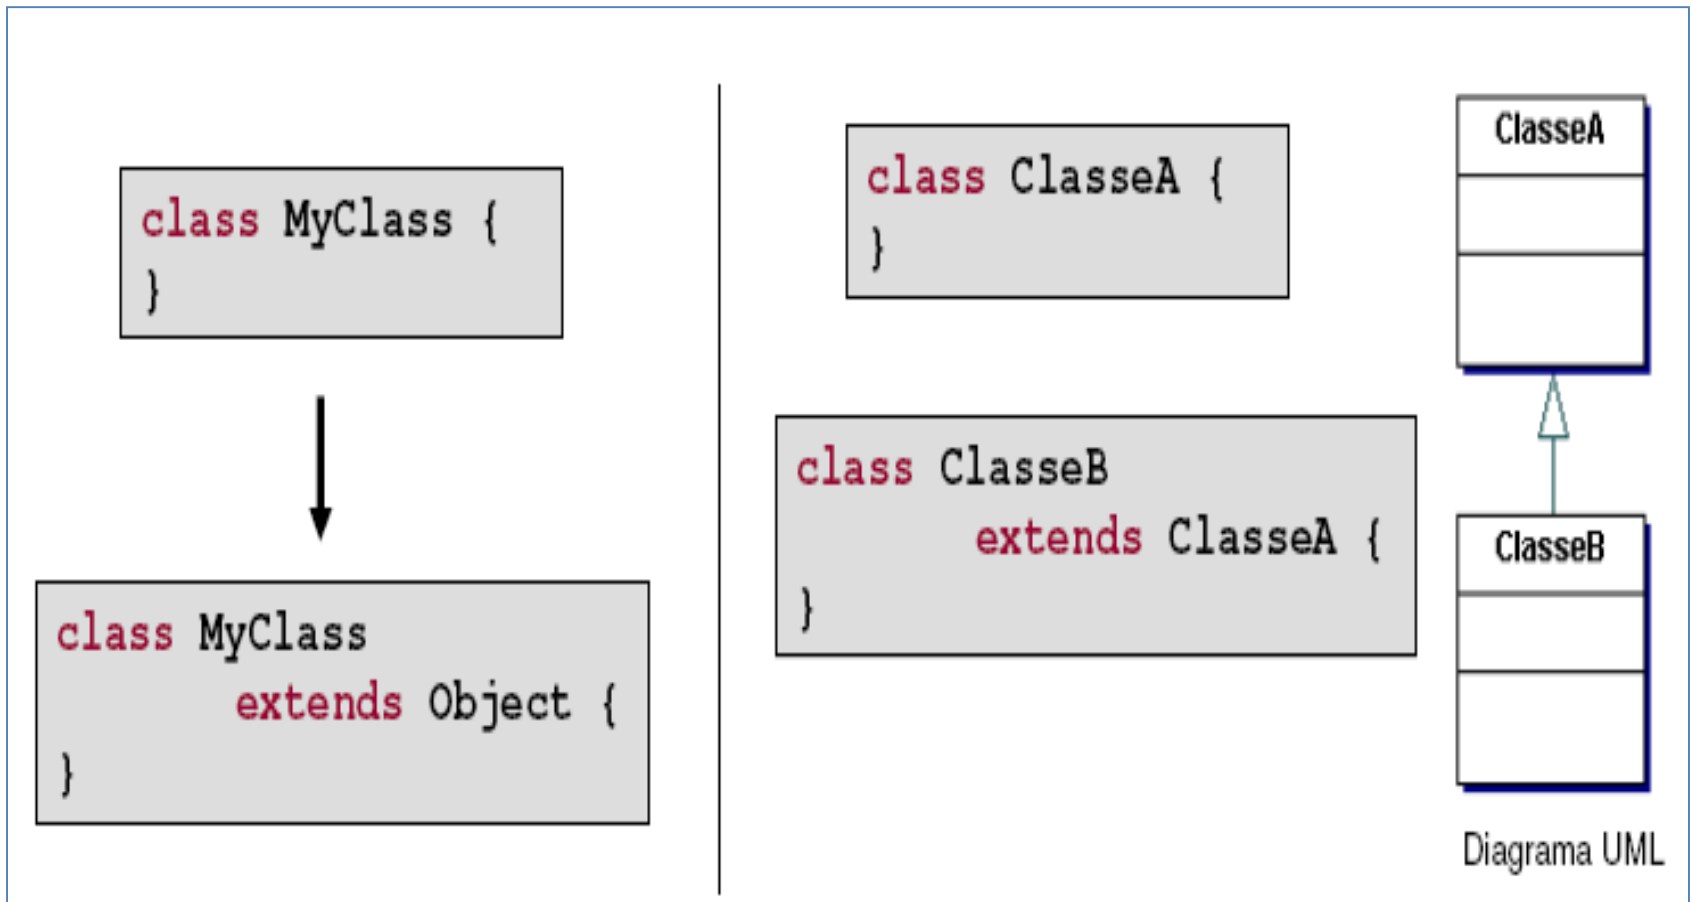 class MyClass {
}
class MyClass
extends Object {
}
class ClasseA {
}
class ClasseB
extends ClasseA {
}
ClasseA
ClasseB
Diagrama UML